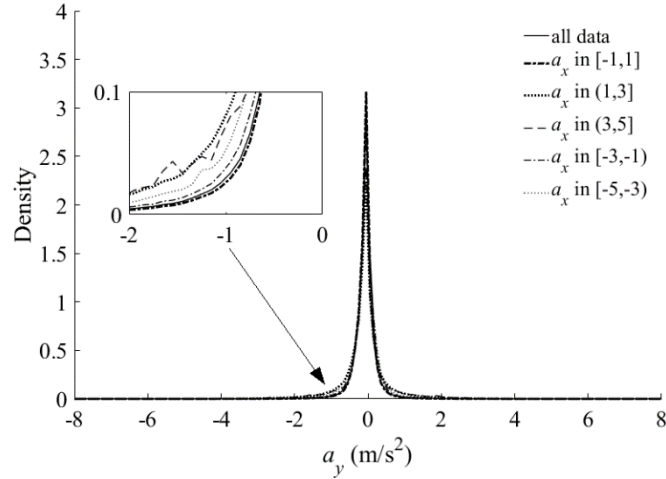 4
3.5
3
2.5
2
1.5
1
0.5
0
Density
-8
-6
-4
-2
0
2
4
6
8
a_y (m/s²)
0.1
0
-2
-1
0
all data
a_x in [-1,1]
a_x in (1,3]
a_x in (3,5]
a_x in [-3,-1)
a_x in [-5,-3)